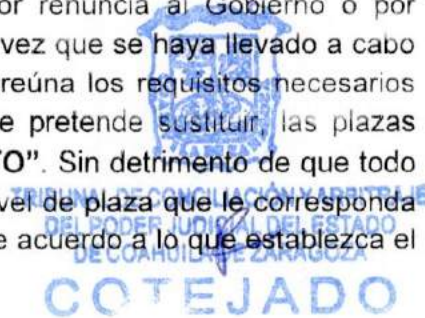 or renuncia al Gobierno o por
vez que se haya llevado a cabo
reúna los requisitos necesarios
e pretende sustituir, las plazas
TO". Sin detrimento de que todo
TRIBUNAL DE CONCILIACIÓN Y ARBITRAJE
vel de plaza que le corresponda
DEL PODER JUDICIAL DEL ESTADO
e acuerdo a lo que establezca el
DE COAHUILA DE ZARAGOZA
COTEJADO